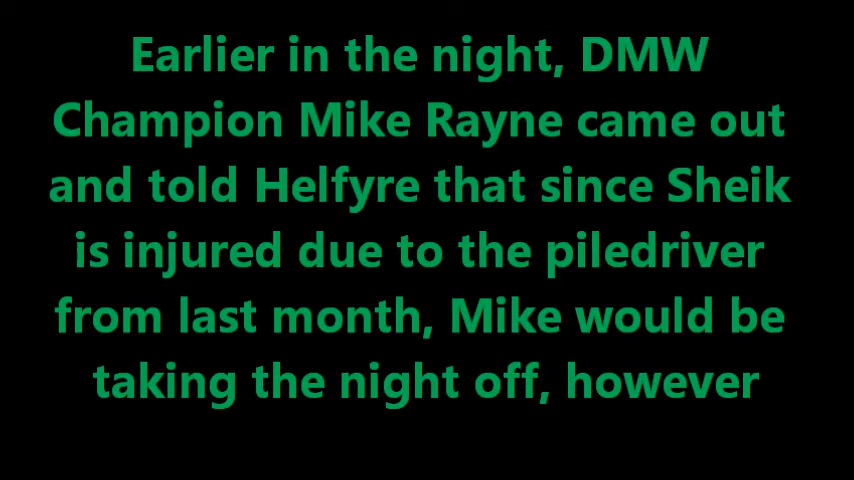 Earlier in the night, DMW
Champion Mike Rayne came out
and told Helfyre that since Sheik
is injured due to the piledriver
from last month, Mike would be
taking the night off, however